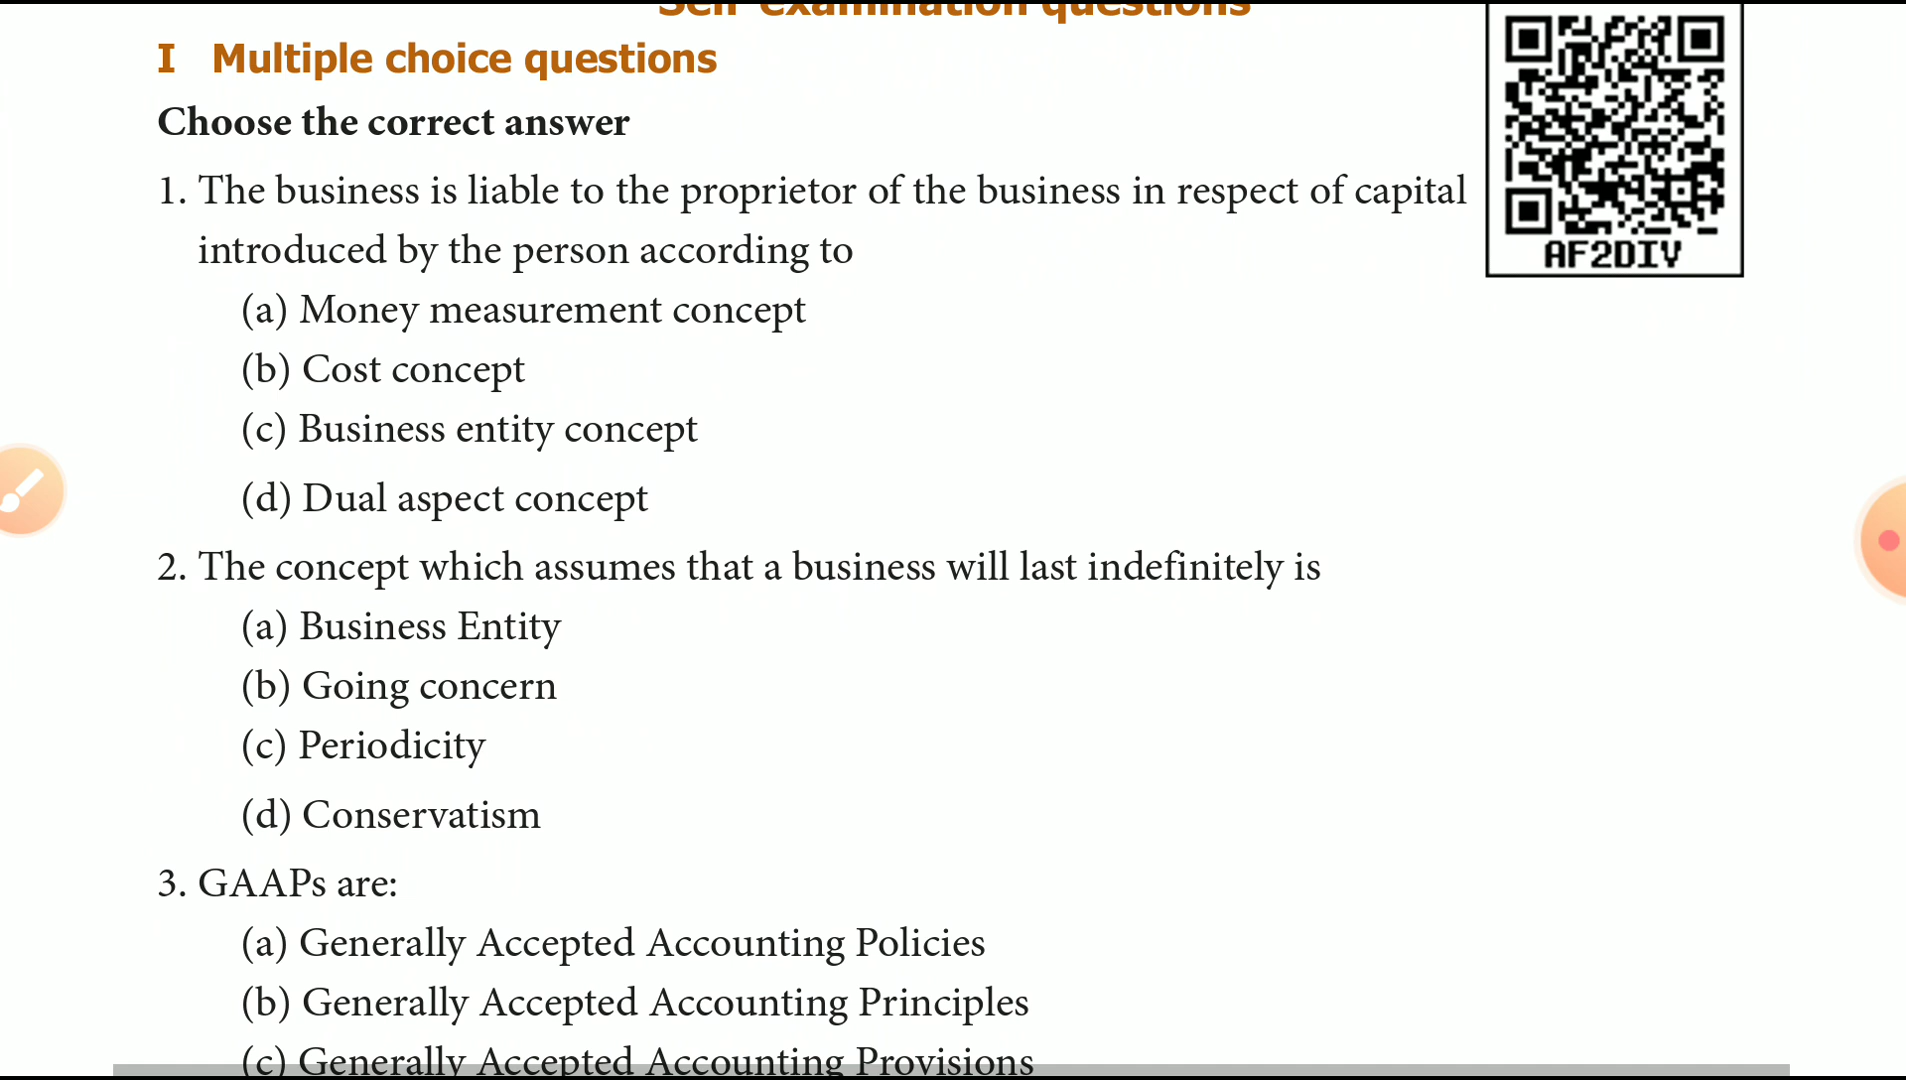 Self-examination questions
I Multiple choice questions
Choose the correct answer
1. The business is liable to the proprietor of the business in respect of capital
introduced by the person according to
(a) Money measurement concept
(b) Cost concept
(c) Business entity concept
(d) Dual aspect concept
2. The concept which assumes that a business will last indefinitely is
(a) Business Entity
(b) Going concern
(c) Periodicity
(d) Conservatism
3. GAAPs are:
(a) Generally Accepted Accounting Policies
(b) Generally Accepted Accounting Principles
(c) Generally Accepted Accounting Provisions
AF2DIV